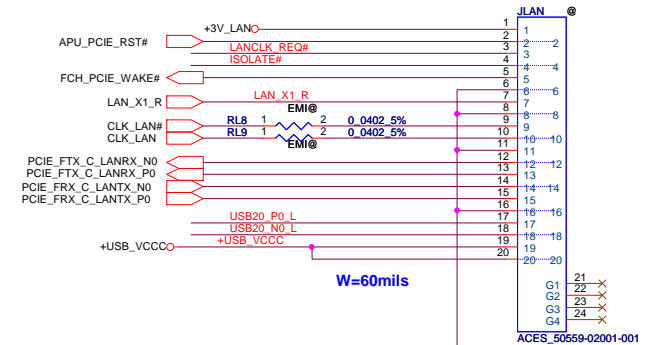 JLAN @
+3V_LAN 1 1
APU_PCIE_RST# 2 2 2
LANCLK_REQ# 3 3
ISOLATE# 4 4 4
FCH_PCIE_WAKE# 5 5
6 6 6
LAN_X1_R LAN_X1_R 7 7
EMI@ 8 8 8
CLK_LAN# RL8 1 2 0_0402_5% 9 9
CLK_LAN RL9 1 2 0_0402_5% 10 10 10
EMI@ 11 11
PCIE_FTX_C_LANRX_N0 12 12 12
PCIE_FTX_C_LANRX_P0 13 13
PCIE_FRX_C_LANTX_N0 14 14 14
PCIE_FRX_C_LANTX_P0 15 15
16 16 16
USB20_P0_L 17 17
USB20_N0_L 18 18 18
+USB_VCCC +USB_VCCC 19 19
20 20 20
W=60mils
G1 21
G2 22
G3 23
G4 24
ACES_50559-02001-001